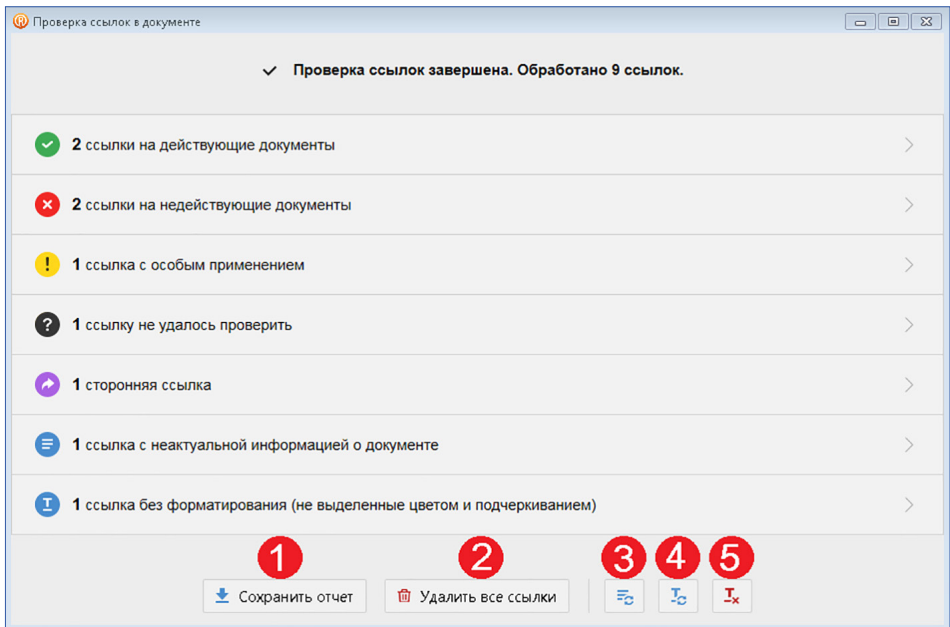 Проверка ссылок в документе
Проверка ссылок завершена. Обработано 9 ссылок.
2 ссылки на действующие документы
2 ссылки на недействующие документы
1 ссылка с особым применением
1 ссылку не удалось проверить
1 сторонняя ссылка
1 ссылка с неактуальной информацией о документе
1 ссылка без форматирования (не выделенные цветом и подчеркиванием)
1 2 3 4 5
Сохранить отчет Удалить все ссылки